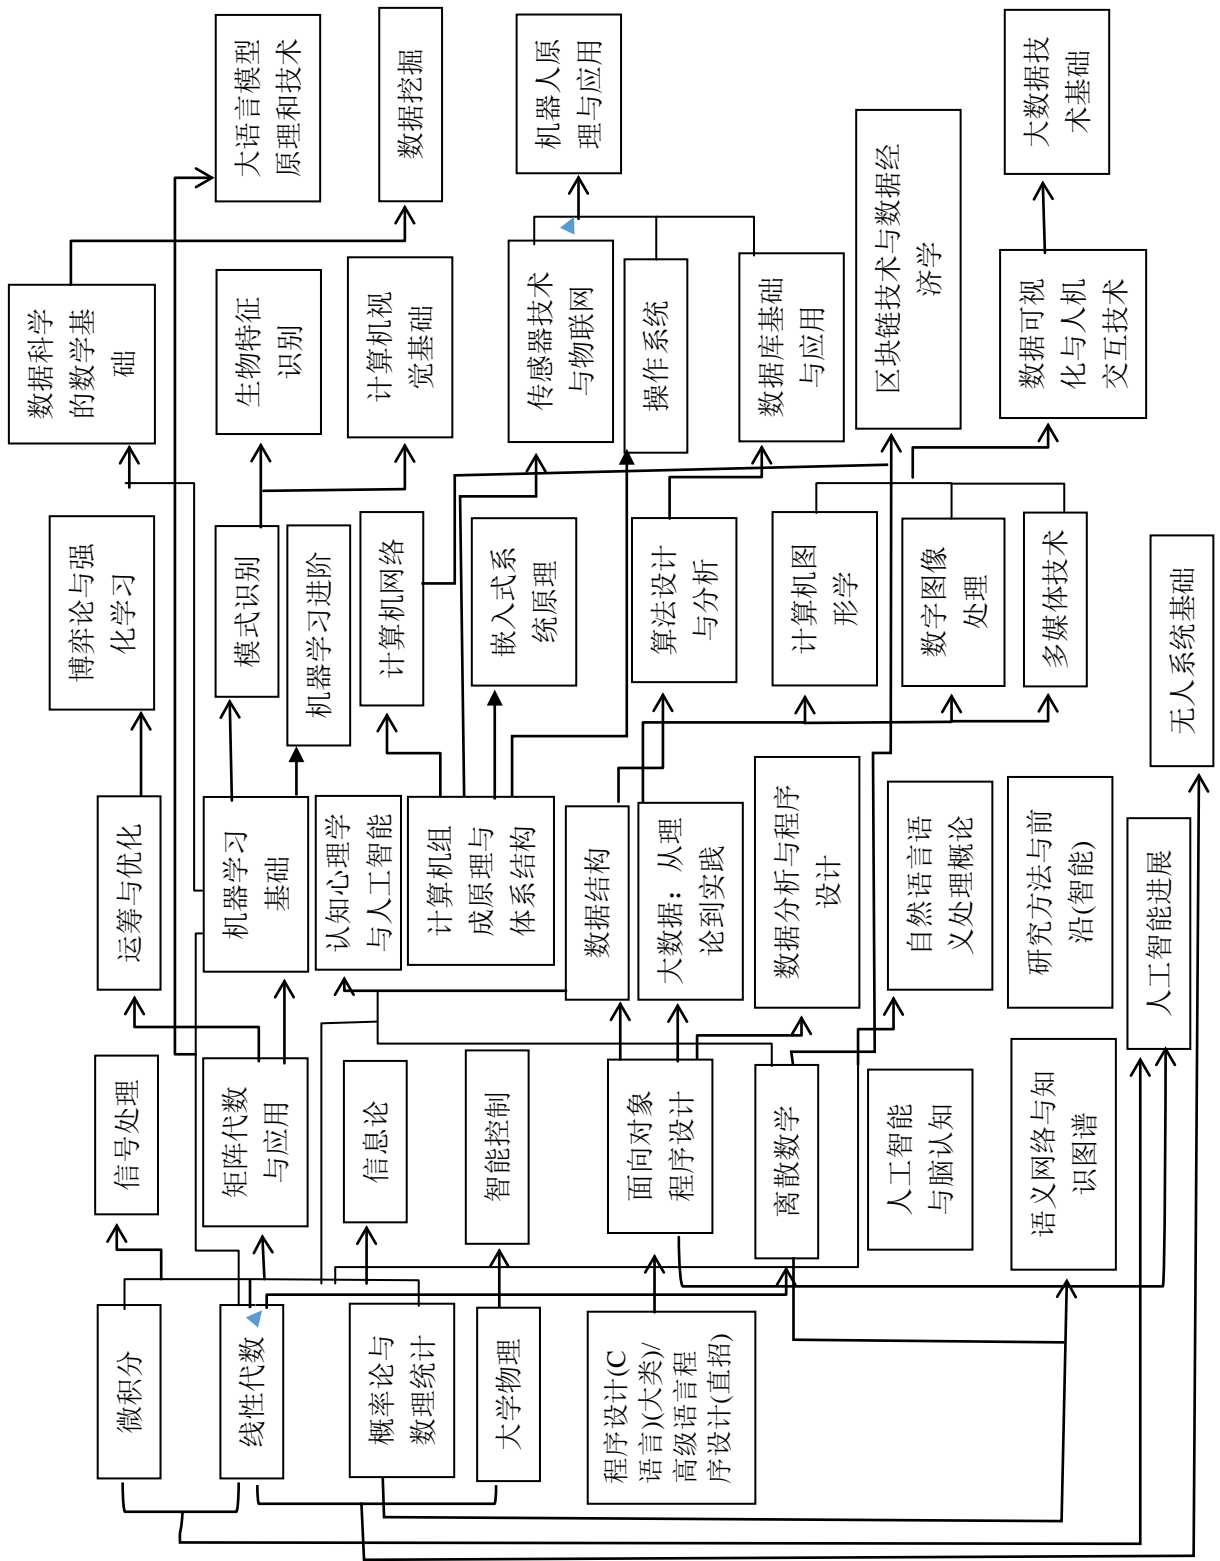 微积分
线性代数
概率论与
数理统计
大学物理
程序设计(C
语言)(大类)/
高级语言程
序设计(直招)
信号处理
矩阵代数
与应用
信息论
智能控制
面向对象
程序设计
离散数学
人工智能
与脑认知
语义网络与知
识图谱
运筹与优化
机器学习
基础
认知心理学
与人工智能
计算机组
成原理与
体系结构
数据结构
大数据：从理
论到实践
数据分析与程序
设计
自然语言语
义处理概论
研究方法与前
沿(智能)
人工智能进展
博弈论与强
化学习
模式识别
机器学习进阶
计算机网络
嵌入式系
统原理
算法设计
与分析
计算机图
形学
数字图像
处理
多媒体技术
无人系统基础
数据科学
的数学基
础
生物特征
识别
计算机视
觉基础
传感器技术
与物联网
操作系统
数据库基础
与应用
区块链技术与数据经
济学
数据可视
化与人机
交互技术
大语言模型
原理和技术
数据挖掘
机器人原
理与应用
大数据技
术基础